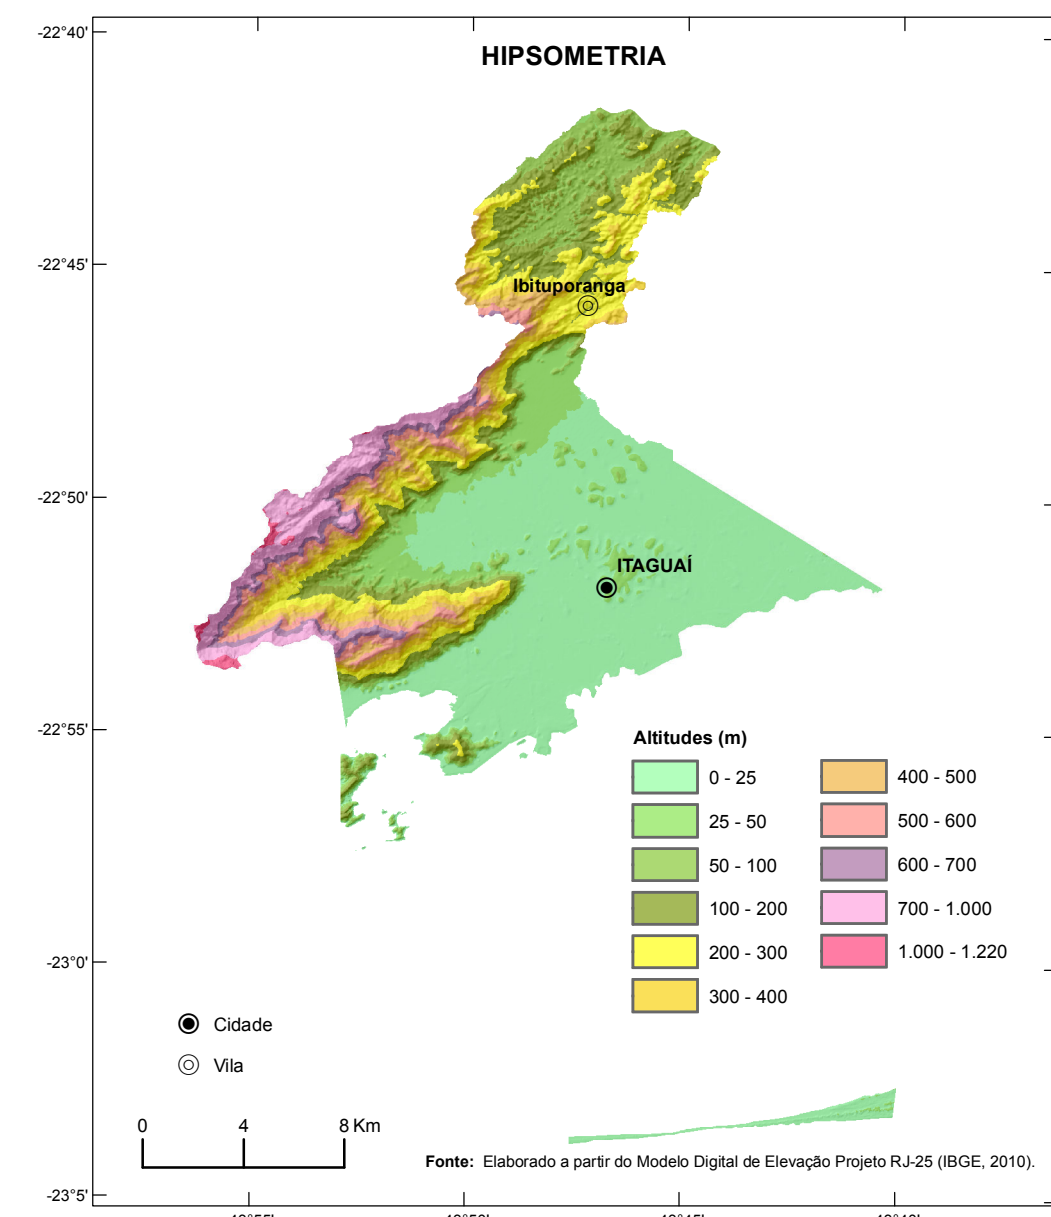 HIPSOMETRIA
-22°40'
-22°45'
-22°50'
-22°55'
-23°0'
-23°5'
Ibituporanga
ITAGUAÍ
Altitudes (m)
0 - 25
25 - 50
50 - 100
100 - 200
200 - 300
300 - 400
400 - 500
500 - 600
600 - 700
700 - 1.000
1.000 - 1.220
Cidade
Vila
0 4 8 Km
Fonte: Elaborado a partir do Modelo Digital de Elevação Projeto RJ-25 (IBGE, 2010).